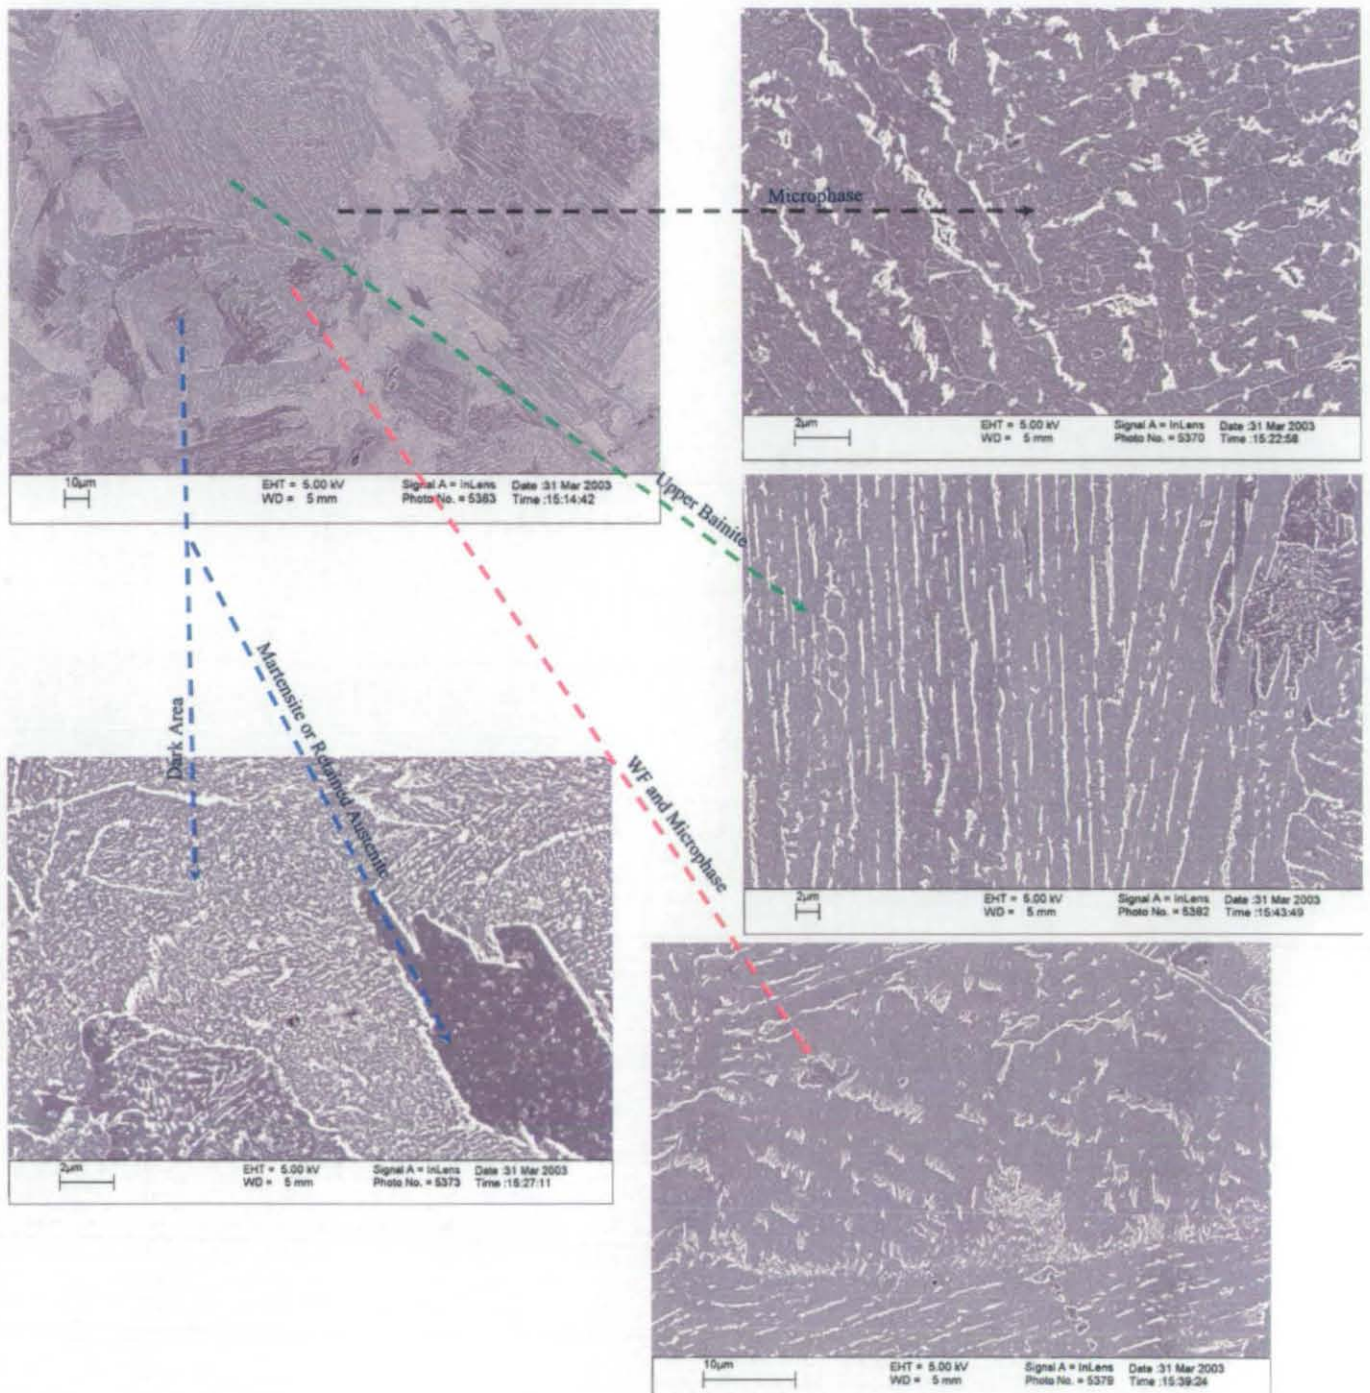 Microphase
2µm
EHT = 5.00 kV Signal A = InLens Date :31 Mar 2003
WD = 5 mm Photo No. = 5370 Time :15:22:58
10µm
EHT = 5.00 kV Signal A = InLens Date :31 Mar 2003
WD = 5 mm Photo No. = 5363 Time :15:14:42
Upper Bainite
2µm
EHT = 5.00 kV Signal A = InLens Date :31 Mar 2003
WD = 5 mm Photo No. = 5382 Time :15:43:49
Dark Area
Martensite or Retained Austenite
WF and Microphase
2µm
EHT = 5.00 kV Signal A = InLens Date :31 Mar 2003
WD = 5 mm Photo No. = 5373 Time :15:27:11
10µm
EHT = 5.00 kV Signal A = InLens Date :31 Mar 2003
WD = 5 mm Photo No. = 5379 Time :15:39:24